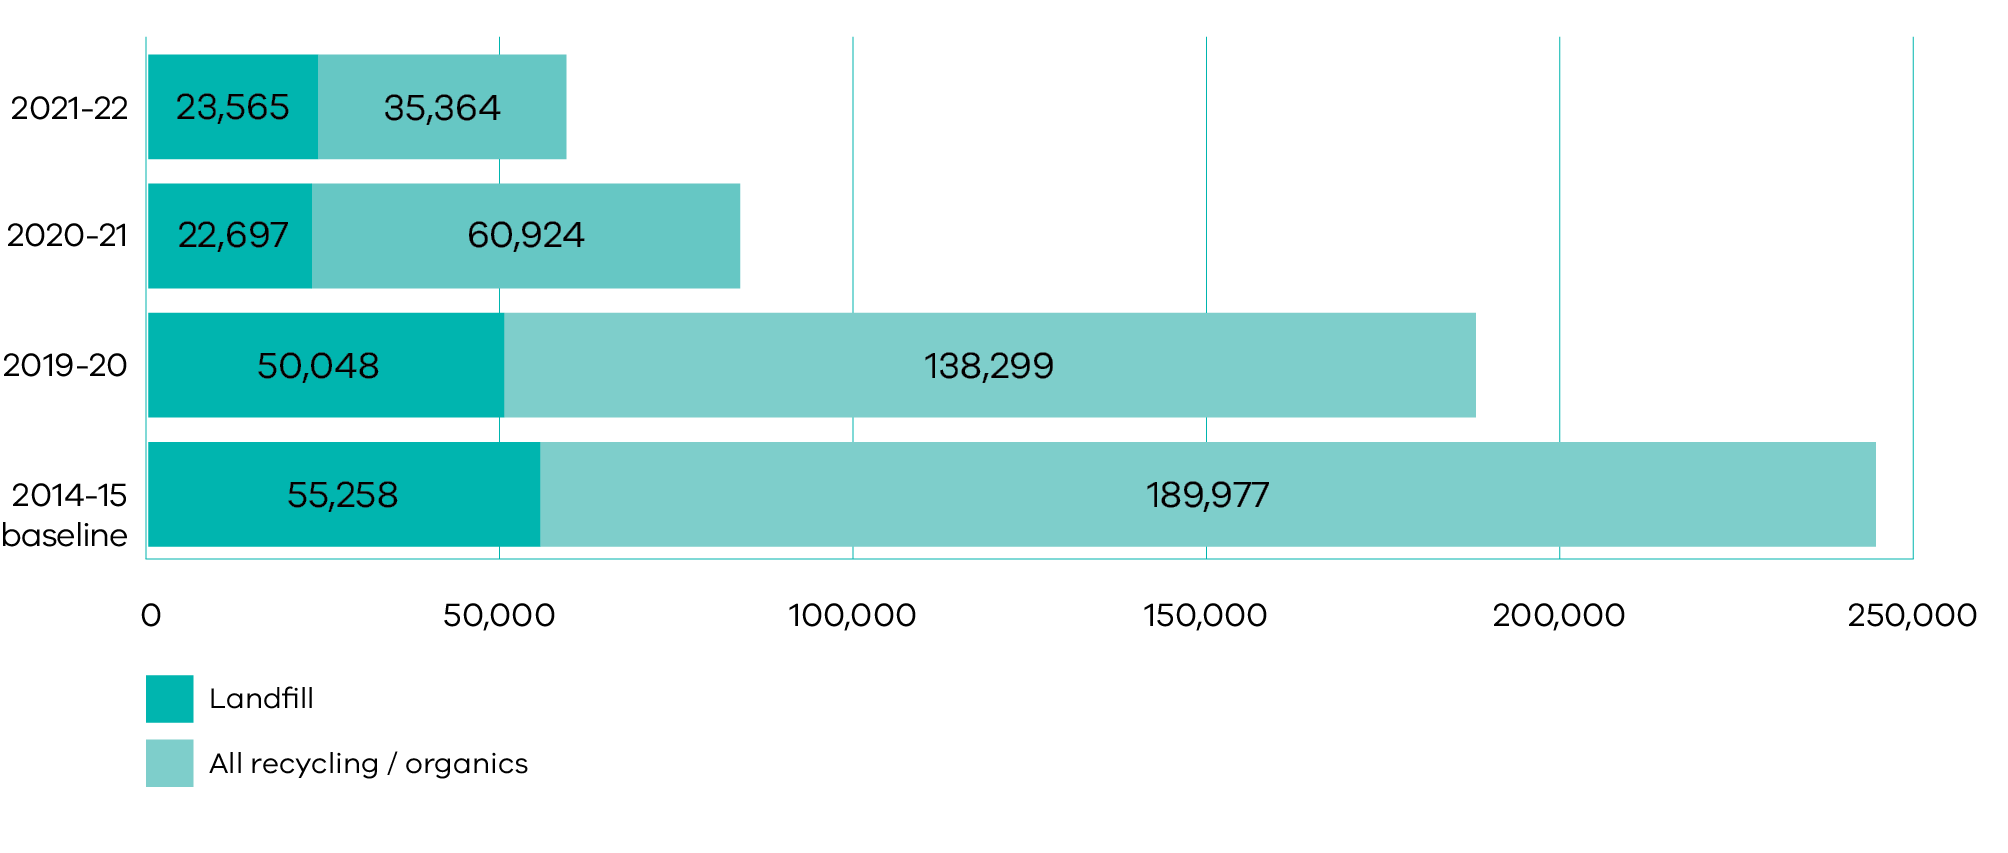 2021-22 23,565 35,364
2020-21 22,697 60,924
2019-20 50,048 138,299
2014-15 55,258 189,977
baseline
0 50,000 100,000 150,000 200,000 250,000
Landfill
All recycling / organics